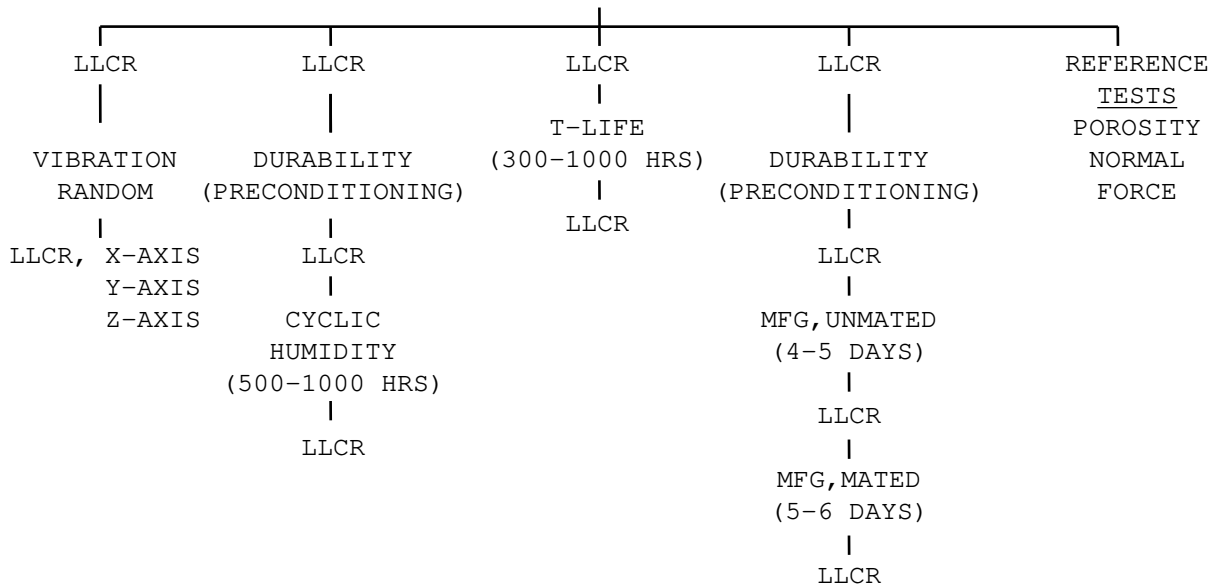 LLCR
VIBRATION
RANDOM
LLCR, X-AXIS
Y-AXIS
Z-AXIS
LLCR
DURABILITY
(PRECONDITIONING)
LLCR
CYCLIC
HUMIDITY
(500-1000 HRS)
LLCR
LLCR
T-LIFE
(300-1000 HRS)
LLCR
LLCR
DURABILITY
(PRECONDITIONING)
LLCR
MFG,UNMATED
(4-5 DAYS)
LLCR
MFG,MATED
(5-6 DAYS)
LLCR
REFERENCE
TESTS
POROSITY
NORMAL
FORCE